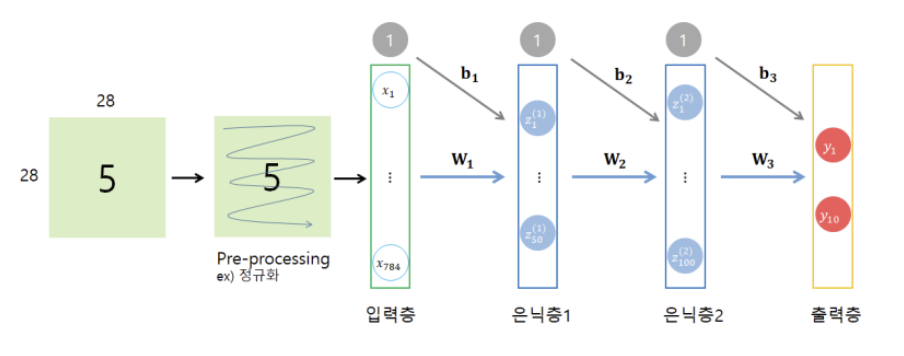 28
28
5
5
Pre-processing
ex) 정규화
1
x₁
⋮
x₇₈₄
입력층
b₁
W₁
1
z₁⁽¹⁾
⋮
z₅₀⁽¹⁾
은닉층1
b₂
W₂
1
z₁⁽²⁾
⋮
z₁₀₀⁽²⁾
은닉층2
b₃
W₃
y₁
y₁₀
출력층